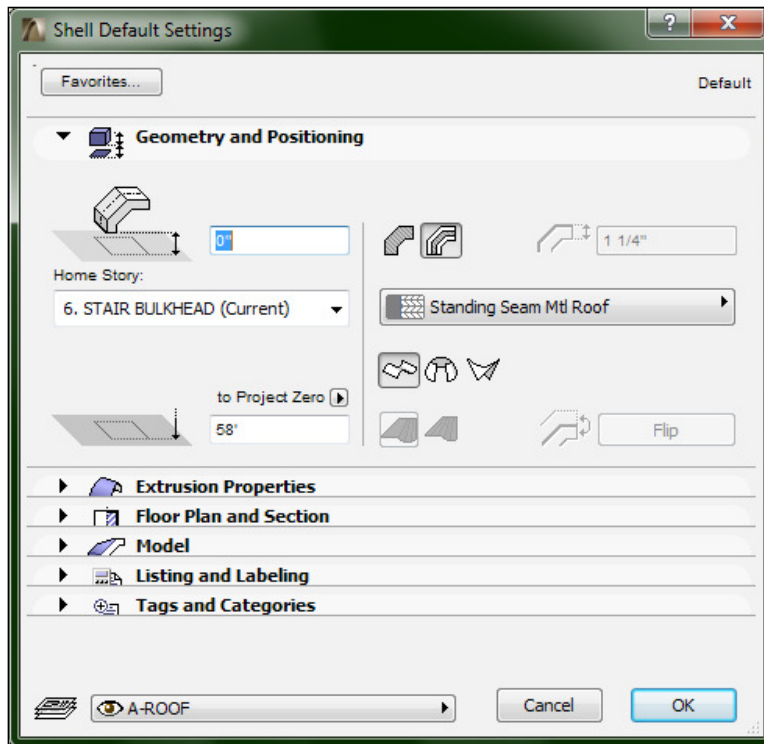 Shell Default Settings
Favorites...
Default
Geometry and Positioning
0"
1 1/4"
Home Story:
6. STAIR BULKHEAD (Current)
Standing Seam Mtl Roof
to Project Zero
58'
Flip
Extrusion Properties
Floor Plan and Section
Model
Listing and Labeling
Tags and Categories
A-ROOF
Cancel
OK